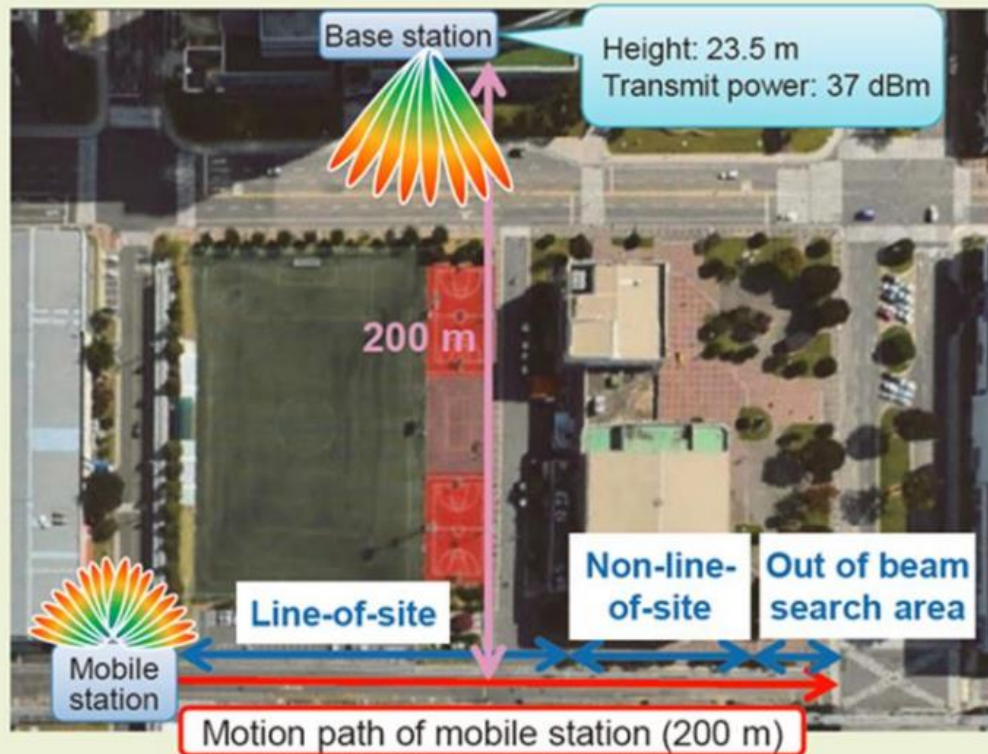 Base station
Height: 23.5 m
Transmit power: 37 dBm
200 m
Line-of-site
Non-line-
of-site
Out of beam
search area
Mobile
station
Motion path of mobile station (200 m)